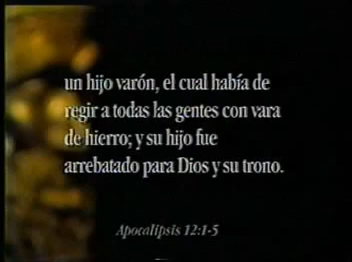 un hijo varón, el cual había de
regir a todas las gentes con vara
de hierro; y su hijo fue
arrebatado para Dios y su trono.
Apocalipsis 12:1-5